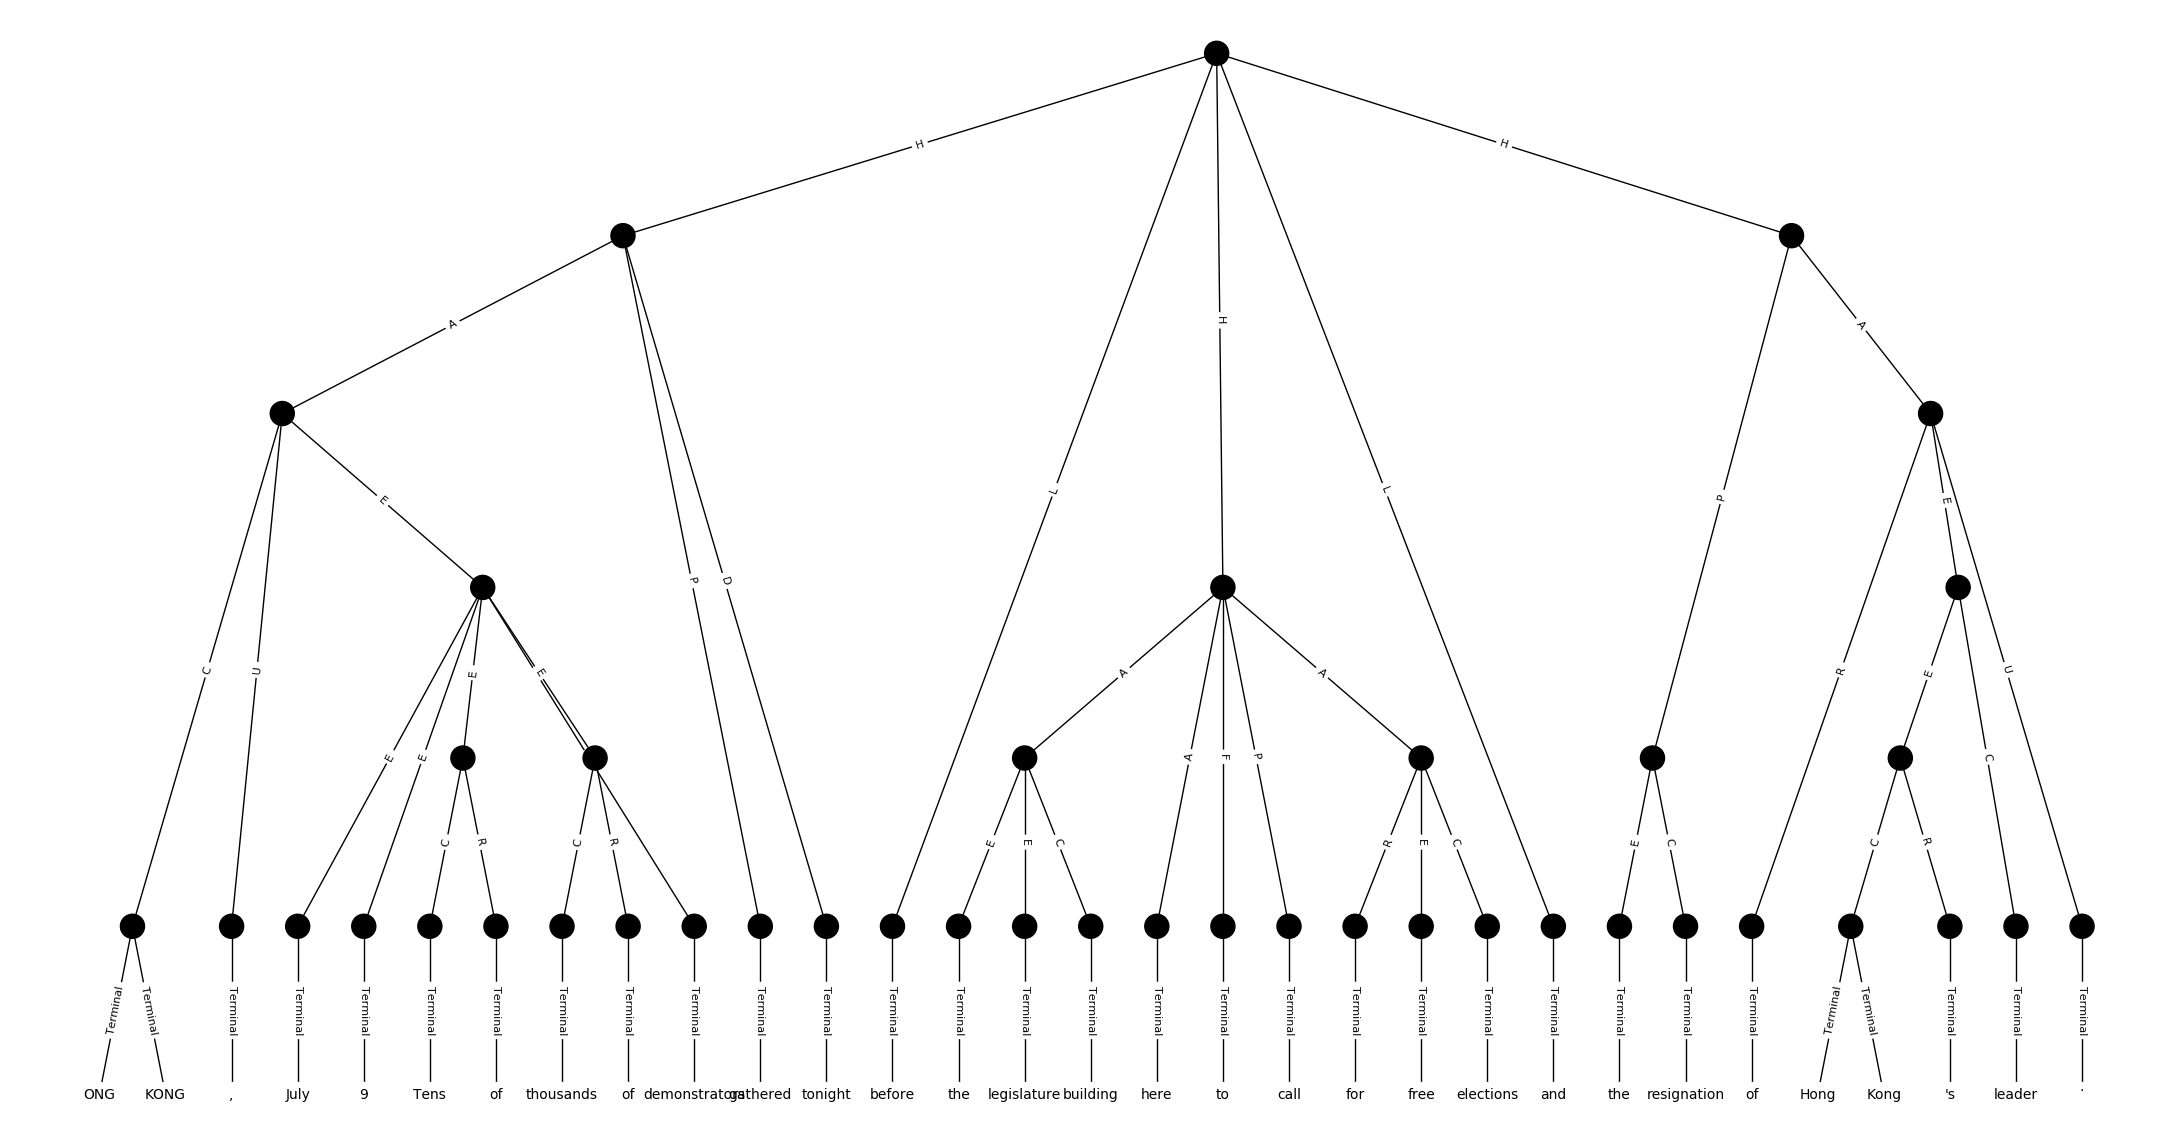 H H
H
A A
L L
P E
E
C U P D R U
E E A A E
E E A F P C
C R C R E E C R E C E C C R
Terminal Terminal Terminal Terminal Terminal Terminal Terminal Terminal Terminal Terminal Terminal Terminal Terminal Terminal Terminal Terminal Terminal Terminal Terminal Terminal Terminal Terminal Terminal Terminal Terminal Terminal Terminal Terminal Terminal Terminal Terminal
ONG KONG , July 9 Tens of thousands of demonstrators gathered tonight before the legislature building here to call for free elections and the resignation of Hong Kong 's leader .